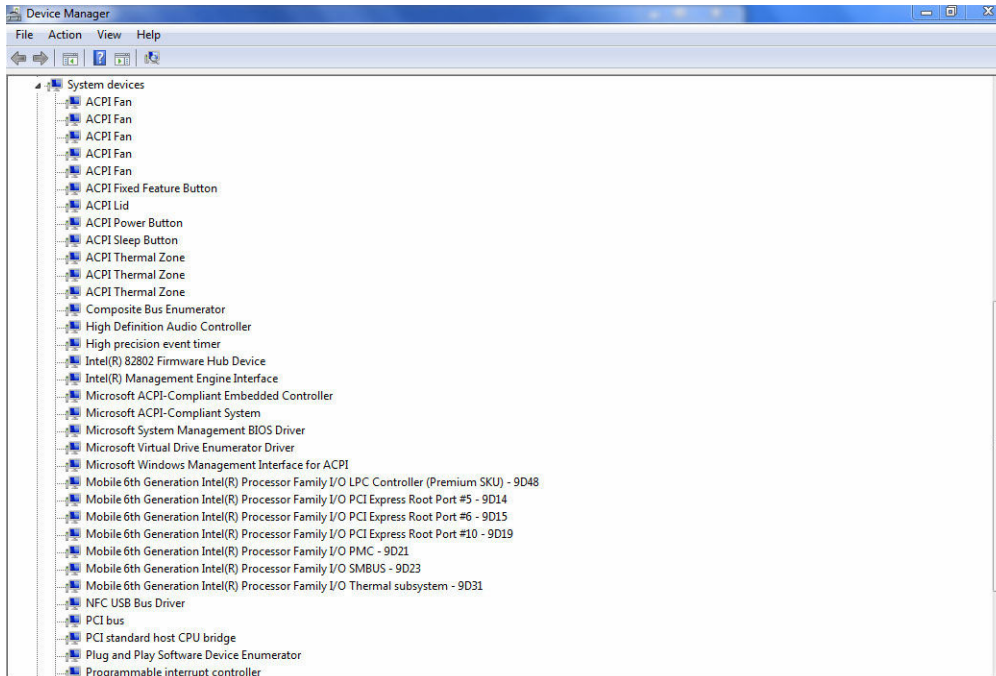 Device Manager
File Action View Help
System devices
ACPI Fan
ACPI Fan
ACPI Fan
ACPI Fan
ACPI Fan
ACPI Fixed Feature Button
ACPI Lid
ACPI Power Button
ACPI Sleep Button
ACPI Thermal Zone
ACPI Thermal Zone
ACPI Thermal Zone
Composite Bus Enumerator
High Definition Audio Controller
High precision event timer
Intel(R) 82802 Firmware Hub Device
Intel(R) Management Engine Interface
Microsoft ACPI-Compliant Embedded Controller
Microsoft ACPI-Compliant System
Microsoft System Management BIOS Driver
Microsoft Virtual Drive Enumerator Driver
Microsoft Windows Management Interface for ACPI
Mobile 6th Generation Intel(R) Processor Family I/O LPC Controller (Premium SKU) - 9D48
Mobile 6th Generation Intel(R) Processor Family I/O PCI Express Root Port #5 - 9D14
Mobile 6th Generation Intel(R) Processor Family I/O PCI Express Root Port #6 - 9D15
Mobile 6th Generation Intel(R) Processor Family I/O PCI Express Root Port #10 - 9D19
Mobile 6th Generation Intel(R) Processor Family I/O PMC - 9D21
Mobile 6th Generation Intel(R) Processor Family I/O SMBUS - 9D23
Mobile 6th Generation Intel(R) Processor Family I/O Thermal subsystem - 9D31
NFC USB Bus Driver
PCI bus
PCI standard host CPU bridge
Plug and Play Software Device Enumerator
Programmable interrupt controller